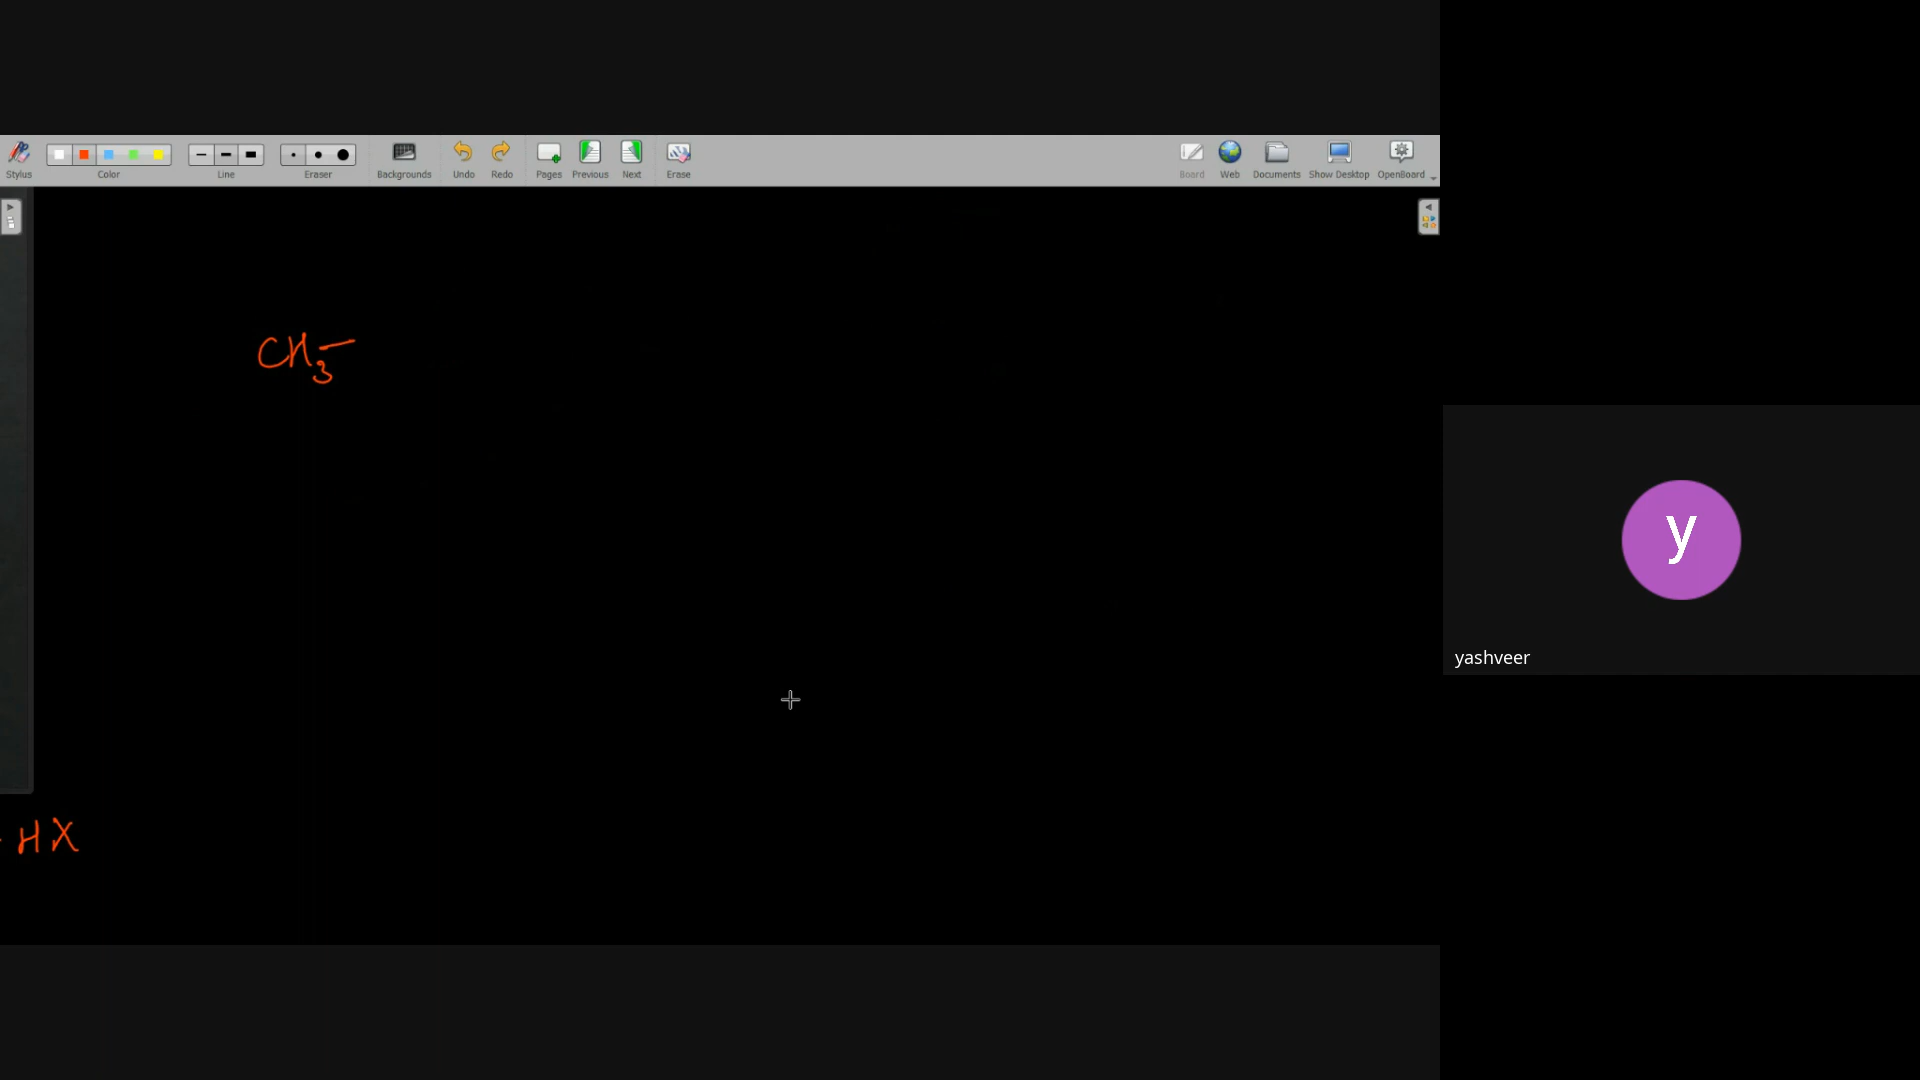 Stylus Color Line Eraser Backgrounds Undo Redo Pages Previous Next Erase Board Web Documents Show Desktop OpenBoard
CH₃—
y
yashveer
HX